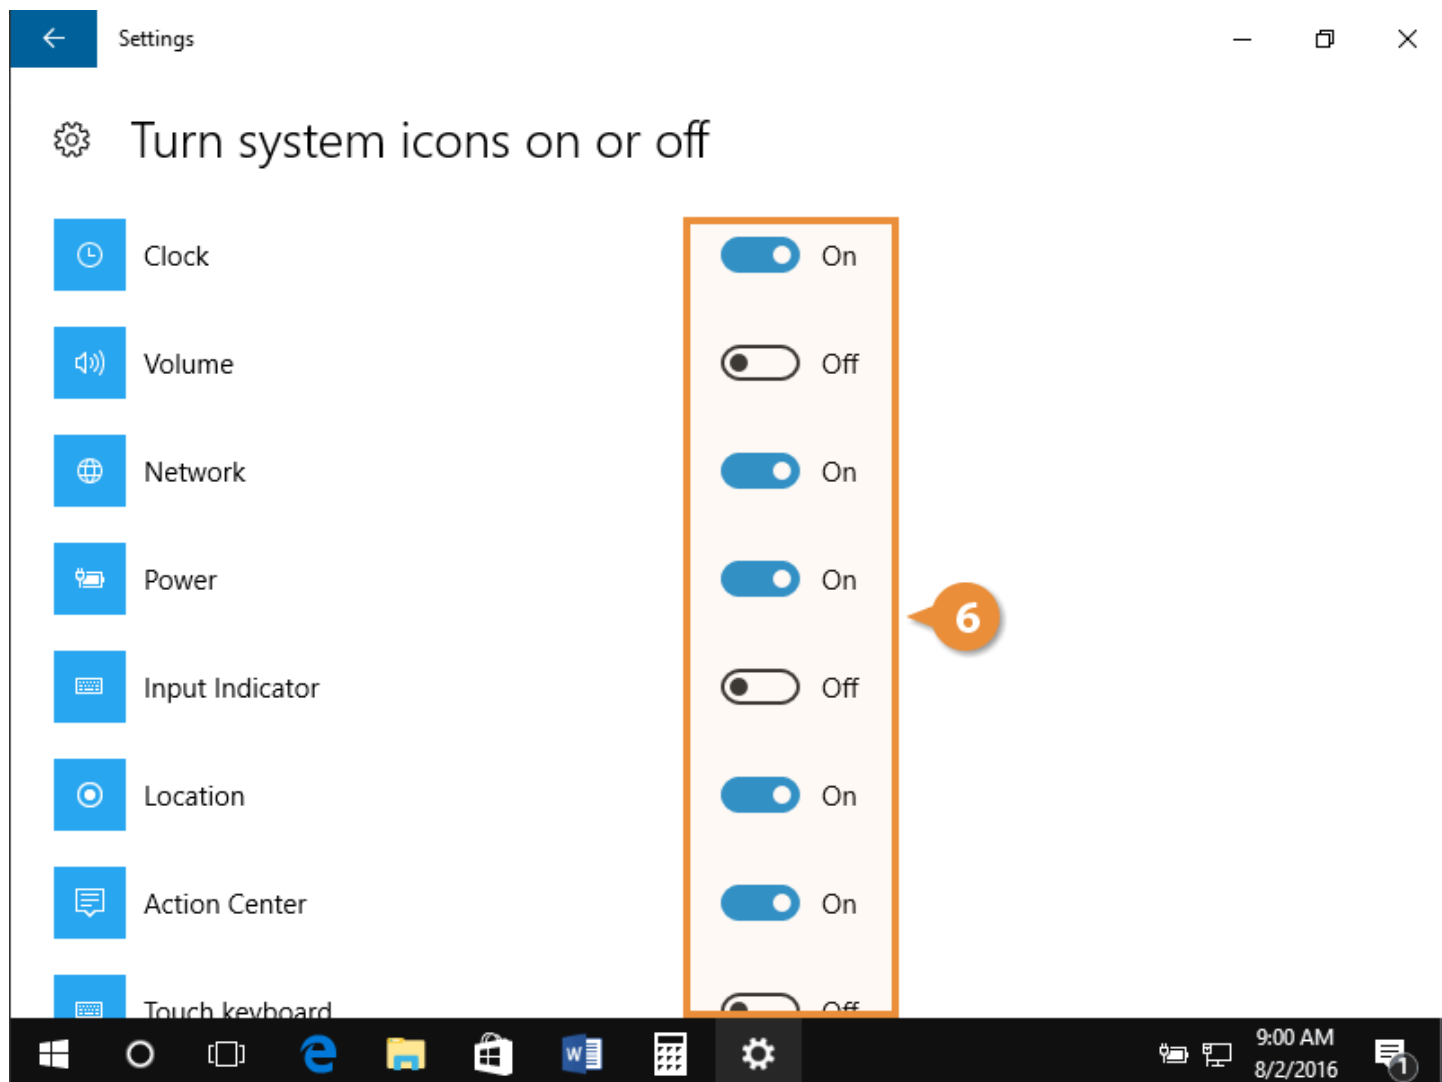 Settings
Turn system icons on or off
Clock On
Volume Off
Network On
Power On
6
Input Indicator Off
Location On
Action Center On
Touch keyboard Off
W
9:00 AM
8/2/2016
1